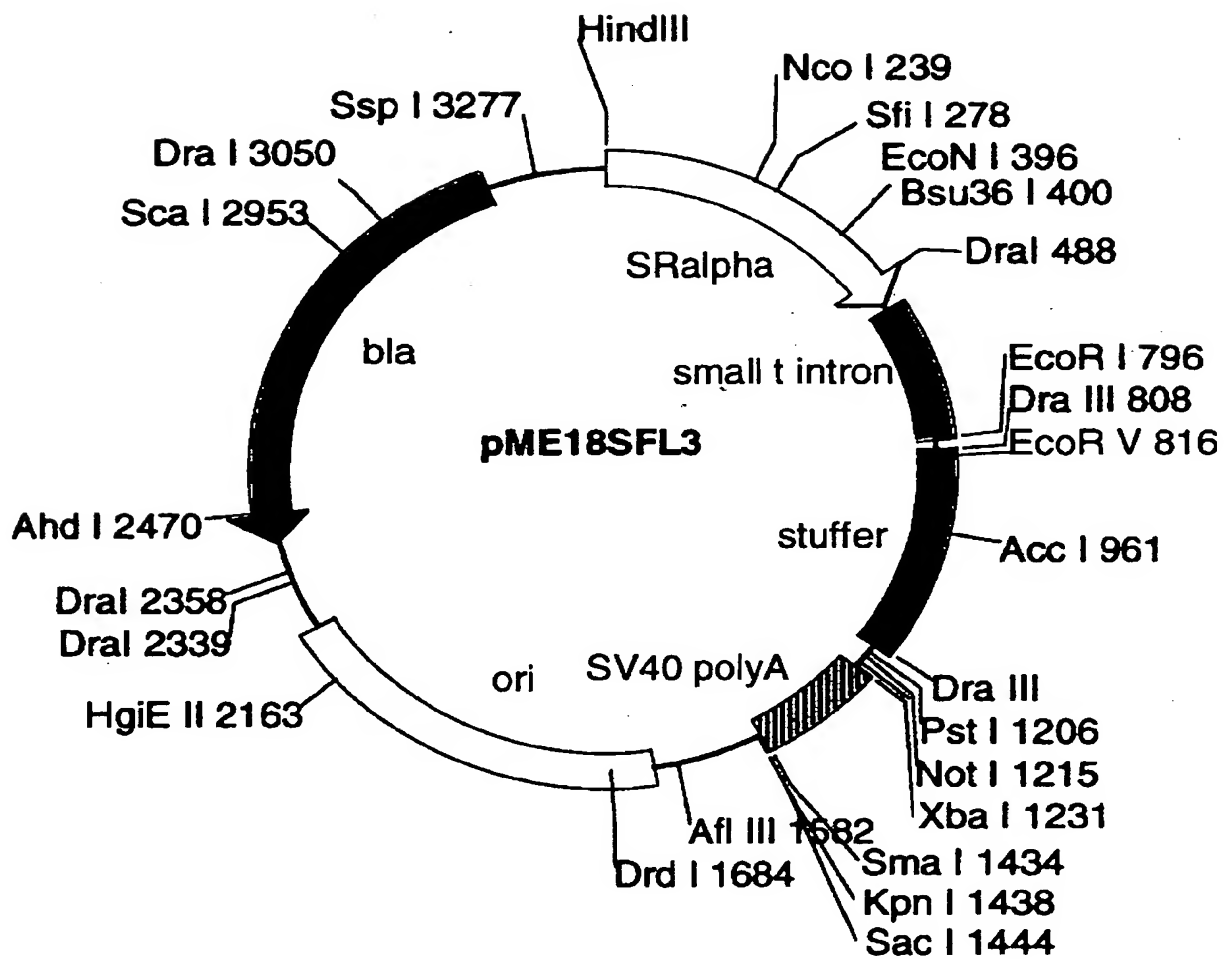 HindIII
Nco I 239
Ssp I 3277
Sfi I 278
Dra I 3050
EcoN I 396
Bsu36 I 400
Sca I 2953
SRalpha
DraI 488
bla
small t intron
EcoR I 796
Dra III 808
pME18SFL3
EcoR V 816
Ahd I 2470
stuffer
Acc I 961
DraI 2358
DraI 2339
ori
SV40 polyA
Dra III
HgiE II 2163
Pst I 1206
Not I 1215
Xba I 1231
Afl III 1582
Sma I 1434
Drd I 1684
Kpn I 1438
Sac I 1444